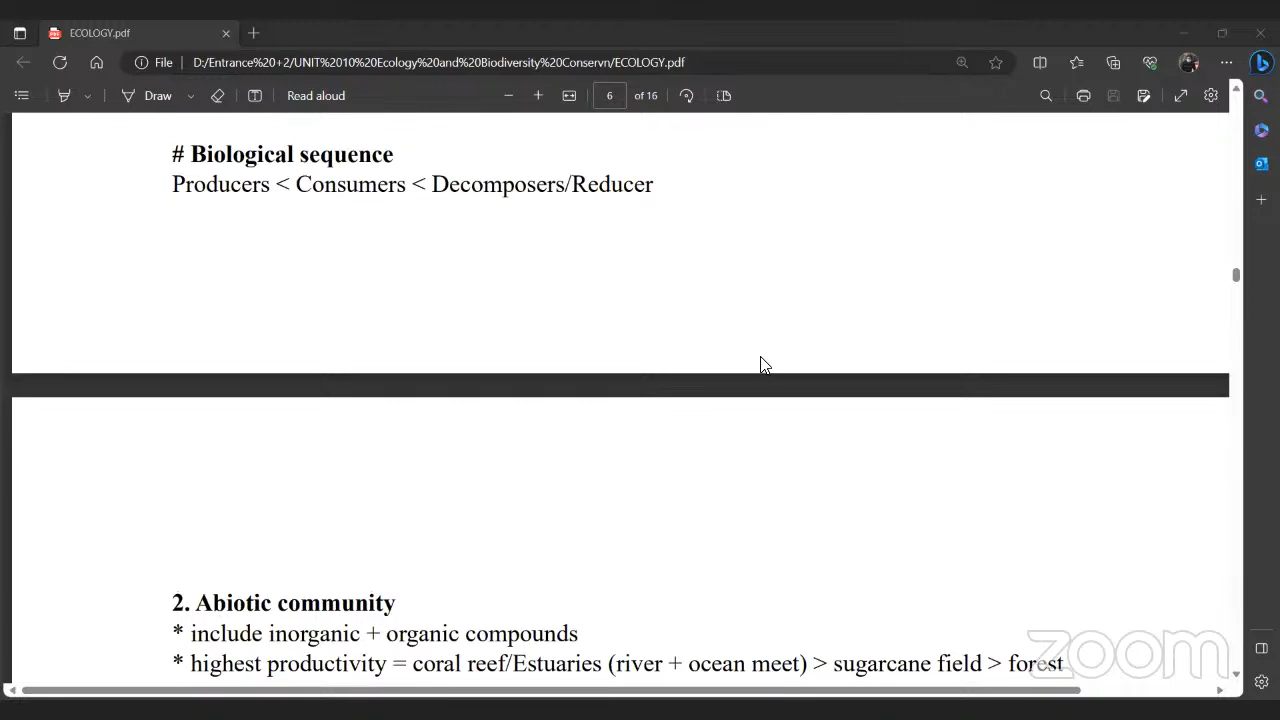 ECOLOGY.pdf
File
D:/Entrance%20+2/UNIT%2010%20Ecology%20and%20Biodiversity%20Conservn/ECOLOGY.pdf
Draw
Read aloud
6
of 16
# Biological sequence
Producers < Consumers < Decomposers/Reducer
2. Abiotic community
* include inorganic + organic compounds
* highest productivity = coral reef/Estuaries (river + ocean meet) > sugarcane field > forest
zoom